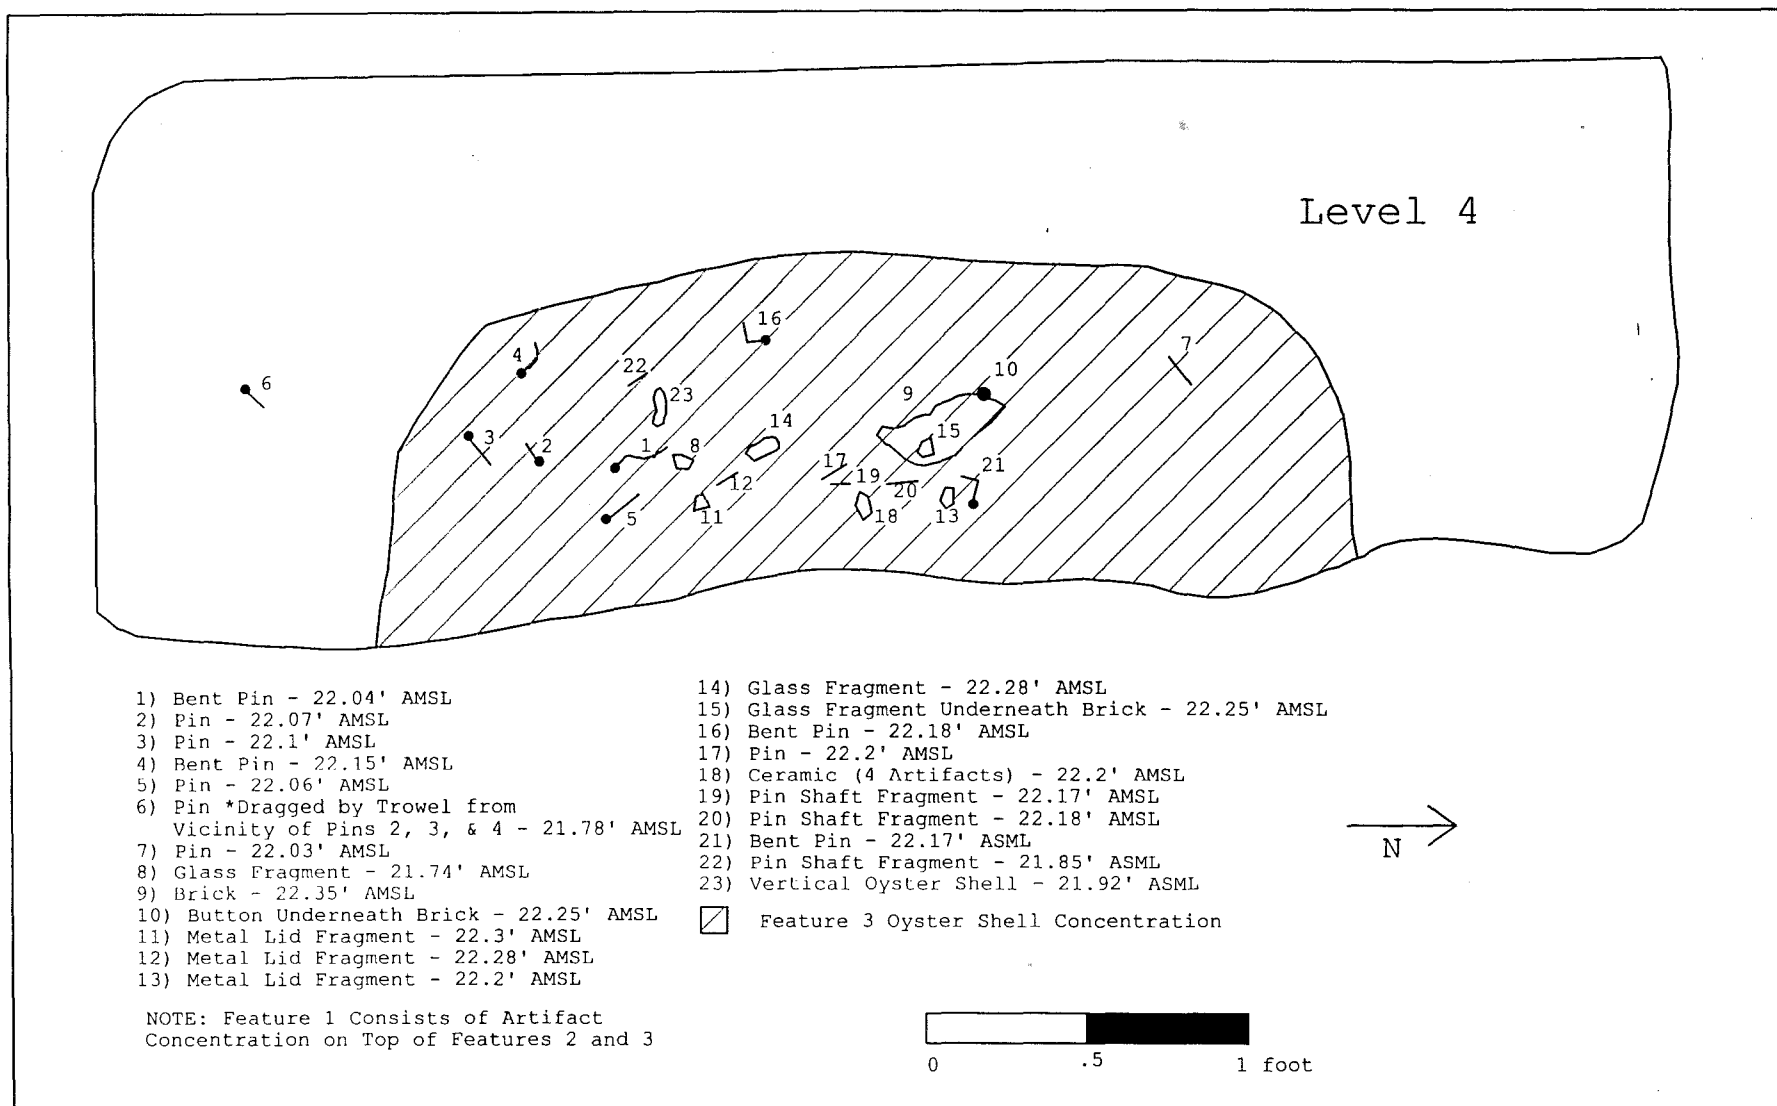 Level 4
16
4
22
7
6
23
10
9
14
3
2
1
8
15
17
12
19
20
21
5
11
18
13
1) Bent Pin - 22.04' AMSL
2) Pin - 22.07' AMSL
3) Pin - 22.1' AMSL
4) Bent Pin - 22.15' AMSL
5) Pin - 22.06' AMSL
6) Pin *Dragged by Trowel from
Vicinity of Pins 2, 3, & 4 - 21.78' AMSL
7) Pin - 22.03' AMSL
8) Glass Fragment - 21.74' AMSL
9) Brick - 22.35' AMSL
10) Button Underneath Brick - 22.25' AMSL
11) Metal Lid Fragment - 22.3' AMSL
12) Metal Lid Fragment - 22.28' AMSL
13) Metal Lid Fragment - 22.2' AMSL
14) Glass Fragment - 22.28' AMSL
15) Glass Fragment Underneath Brick - 22.25' AMSL
16) Bent Pin - 22.18' AMSL
17) Pin - 22.2' AMSL
18) Ceramic (4 Artifacts) - 22.2' AMSL
19) Pin Shaft Fragment - 22.17' AMSL
20) Pin Shaft Fragment - 22.18' AMSL
21) Bent Pin - 22.17' ASML
22) Pin Shaft Fragment - 21.85' ASML
23) Vertical Oyster Shell - 21.92' ASML
Feature 3 Oyster Shell Concentration
N
NOTE: Feature 1 Consists of Artifact
Concentration on Top of Features 2 and 3
0 .5 1 foot